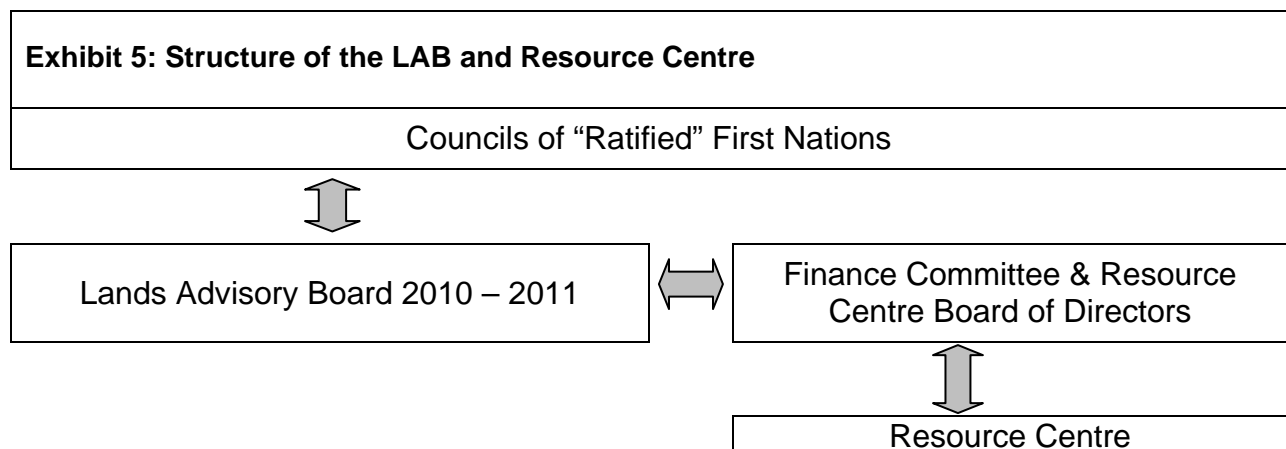 Exhibit 5: Structure of the LAB and Resource Centre
Councils of “Ratified” First Nations
Lands Advisory Board 2010 – 2011
Finance Committee & Resource
Centre Board of Directors
Resource Centre